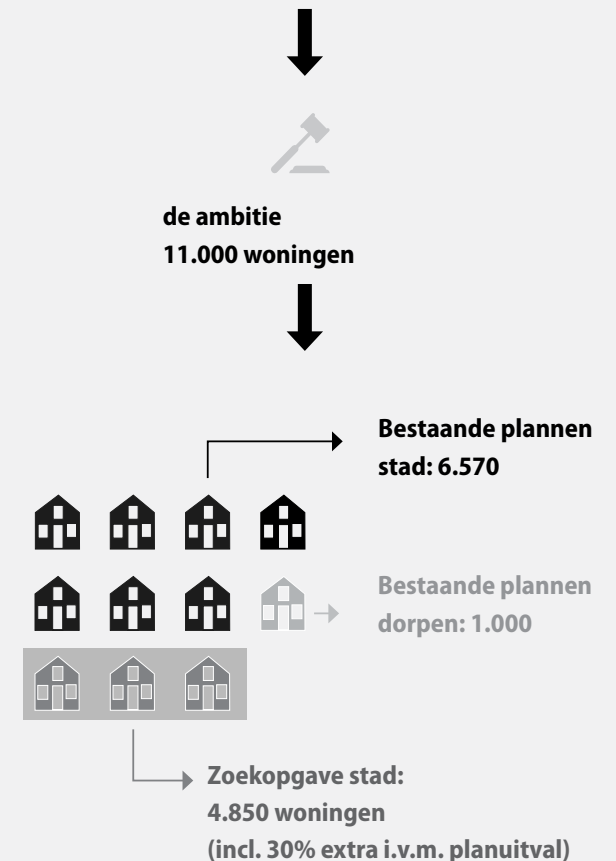 de ambitie
11.000 woningen
Bestaande plannen
stad: 6.570
Bestaande plannen
dorpen: 1.000
Zoekopgave stad:
4.850 woningen
(incl. 30% extra i.v.m. planuitval)